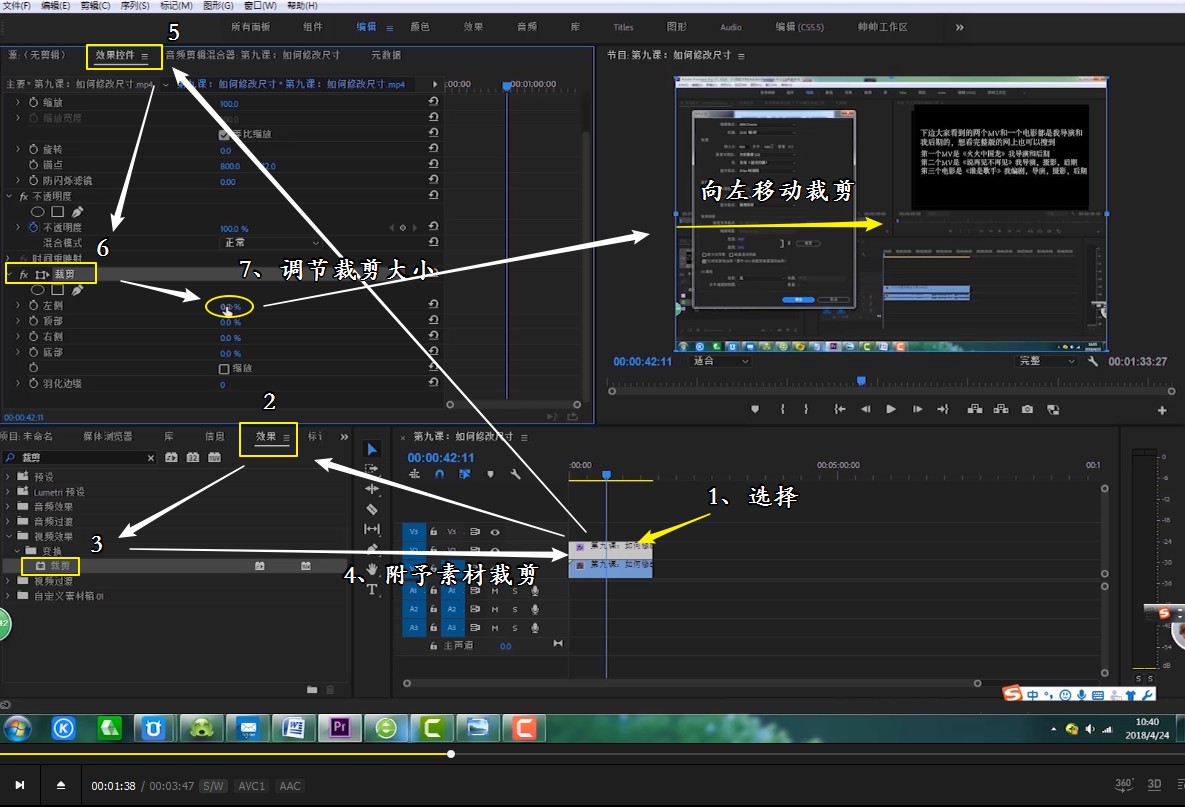 文件(F) 编辑(E) 剪辑(C) 序列(S) 标记(M) 图形(G) 窗口(W) 帮助(H)
所有面板 组件 编辑 颜色 效果 音频 库 Titles 图形 Audio 编辑(CS5.5) 帅帅工作区
5
源:(无剪辑) 效果控件 音频剪辑混合器: 第九课: 如何修改尺寸 元数据
节目: 第九课: 如何修改尺寸
主要* 第九课: 如何修改尺寸.mp4 九课: 如何修改尺寸* 第九课: 如何修改尺寸.mp4
:00:00 00:01:00:00
缩放 100.0
缩放宽度
等比缩放
旋转 0.0
锚点 800.0
防闪烁滤镜 0.00
fx 不透明度
不透明度 100.0 %
混合模式 正常
6
时间重映射
fx 裁剪
7、调节裁剪大小
左侧
顶部 0.0 %
右侧 0.0 %
底部 0.0 %
缩放
羽化边缘 0
00:00:42:11
下边大家看到的两个MV和一个电影都是我导演和
我后期的,想看完整版的网上也可以搜到
第一个MV是《火火中国龙》我导演和后期
第二个MV是《说再见不再见》我导演,摄影,后期
第三个电影是《谁是歌手》我编剧,导演,摄影,后期
向左移动裁剪
00:00:42:11 适合 完整 00:01:33:27
2
项目: 未命名 媒体浏览器 库 信息 效果 标记
裁剪
预设
Lumetri 预设
音频效果
音频过渡
视频效果
变换
裁剪
视频过渡
自定义素材箱 01
3
4、附予素材裁剪
第九课: 如何修改尺寸
00:00:42:11
:00:00 00:05:00:00 00:1
1、选择
V3 V3
第九课: 如何修
第九课: 如何修
A1 A1 M S
A2 A2 M S
A3 A3 M S
主声道 0.0
0
-6
-12
-18
-24
-30
-36
-54
dB
S S
中
10:40
2018/4/24
00:01:38 / 00:03:47 S/W AVC1 AAC
360° 3D